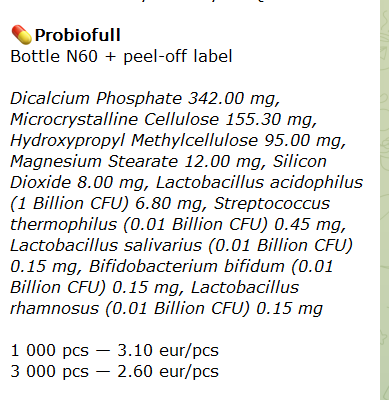 💊Probiofull
Bottle N60 + peel-off label
Dicalcium Phosphate 342.00 mg,
Microcrystalline Cellulose 155.30 mg,
Hydroxypropyl Methylcellulose 95.00 mg,
Magnesium Stearate 12.00 mg, Silicon
Dioxide 8.00 mg, Lactobacillus acidophilus
(1 Billion CFU) 6.80 mg, Streptococcus
thermophilus (0.01 Billion CFU) 0.45 mg,
Lactobacillus salivarius (0.01 Billion CFU)
0.15 mg, Bifidobacterium bifidum (0.01
Billion CFU) 0.15 mg, Lactobacillus
rhamnosus (0.01 Billion CFU) 0.15 mg
1 000 pcs — 3.10 eur/pcs
3 000 pcs — 2.60 eur/pcs